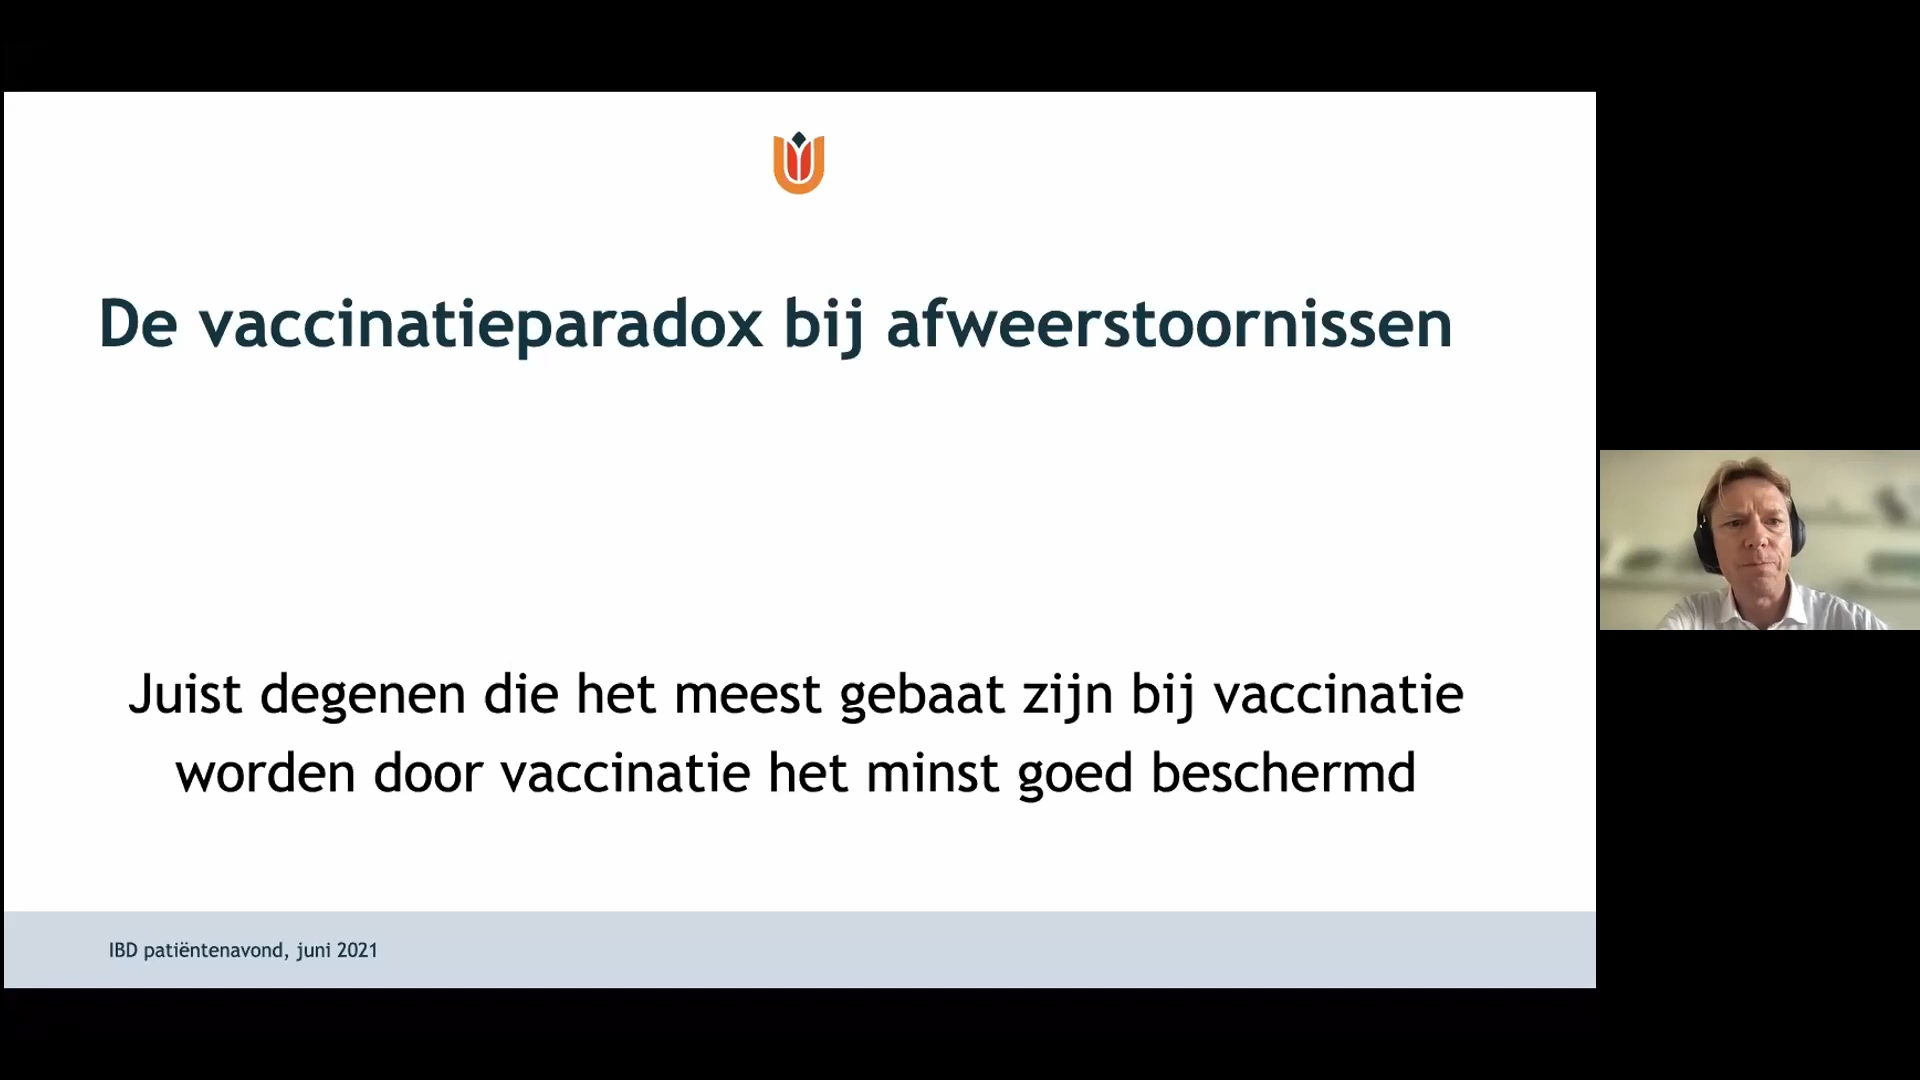 De vaccinatieparadox bij afweerstoornissen
Juist degenen die het meest gebaat zijn bij vaccinatie
worden door vaccinatie het minst goed beschermd
IBD patiëntenavond, juni 2021